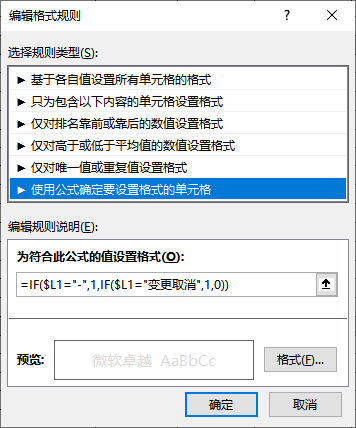 编辑格式规则 ? ×
选择规则类型(S):
► 基于各自值设置所有单元格的格式
► 只为包含以下内容的单元格设置格式
► 仅对排名靠前或靠后的数值设置格式
► 仅对高于或低于平均值的数值设置格式
► 仅对唯一值或重复值设置格式
► 使用公式确定要设置格式的单元格
编辑规则说明(E):
为符合此公式的值设置格式(O):
=IF($L1="-",1,IF($L1="变更取消",1,0))
预览: 微软卓越 AaBbCc 格式(F)...
确定 取消